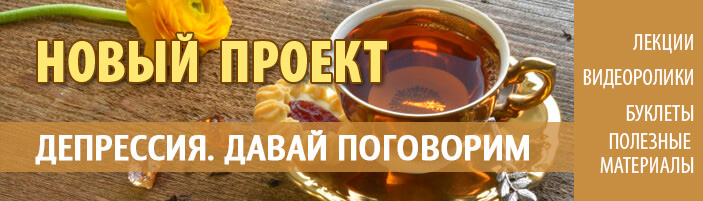 НОВЫЙ ПРОЕКТ
ДЕПРЕССИЯ. ДАВАЙ ПОГОВОРИМ
ЛЕКЦИИ
ВИДЕОРОЛИКИ
БУКЛЕТЫ
ПОЛЕЗНЫЕ
МАТЕРИАЛЫ